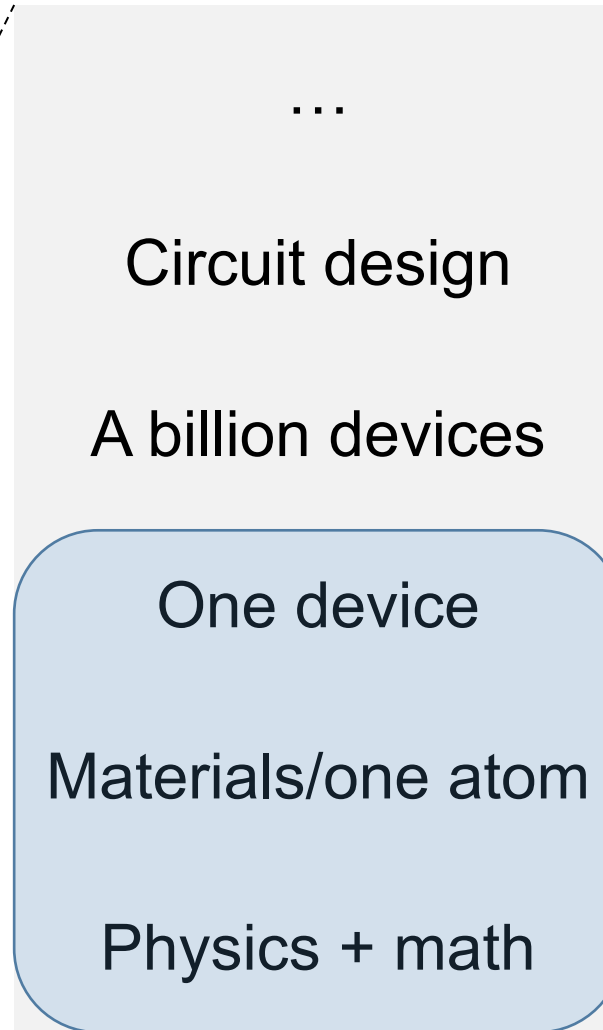 …
Circuit design
A billion devices
One device
Materials/one atom
Physics + math